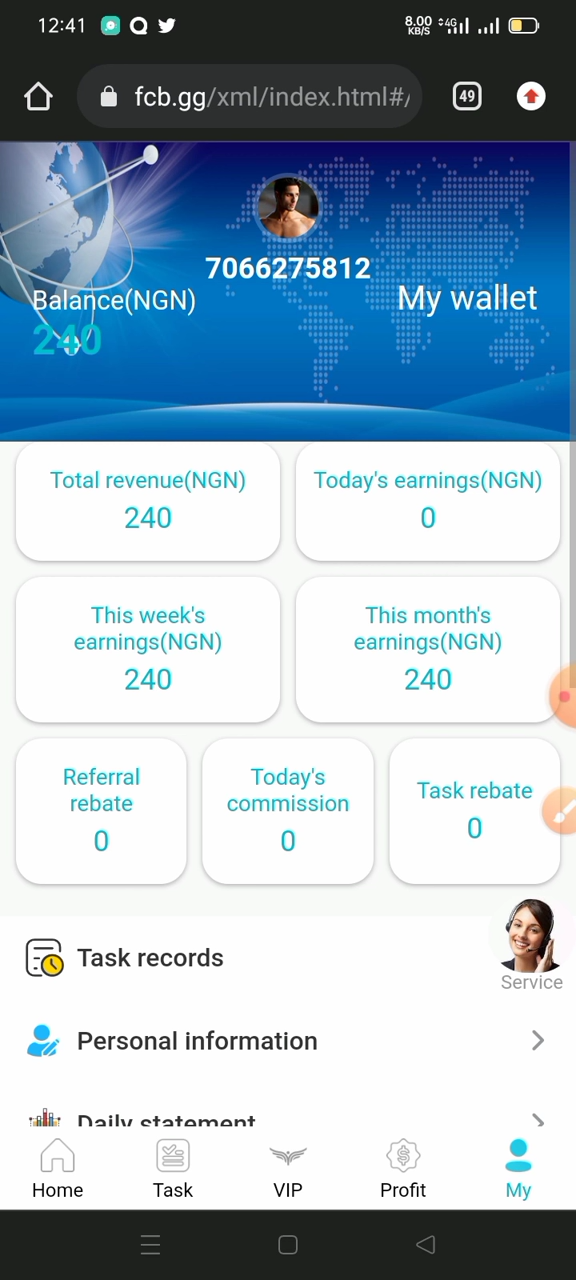 12:41
8.00
KB/S
4G
fcb.gg/xml/index.html#/
49
7066275812
Balance(NGN)
My wallet
240
Total revenue(NGN)
240
Today's earnings(NGN)
0
This week's
earnings(NGN)
240
This month's
earnings(NGN)
240
Referral
rebate
0
Today's
commission
0
Task rebate
0
Task records
Service
Personal information
Daily statement
Home
Task
VIP
Profit
My